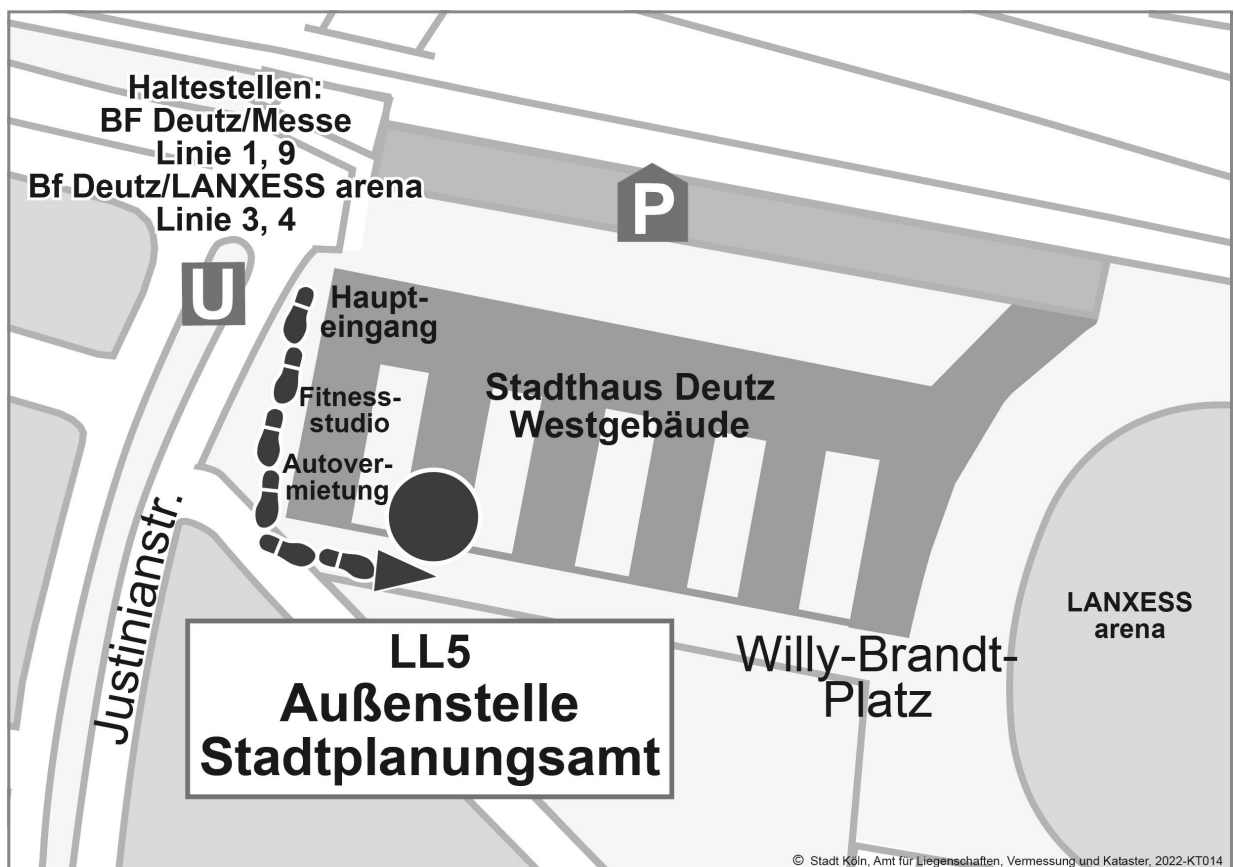 Haltestellen:
BF Deutz/Messe
Linie 1, 9
Bf Deutz/LANXESS arena
Linie 3, 4
P
U
Haupt-
eingang
Fitness-
studio
Autover-
mietung
Stadthaus Deutz
Westgebäude
Justinianstr.
LL5
Außenstelle
Stadtplanungsamt
Willy-Brandt-
Platz
LANXESS
arena
© Stadt Köln, Amt für Liegenschaften, Vermessung und Kataster, 2022-KT014